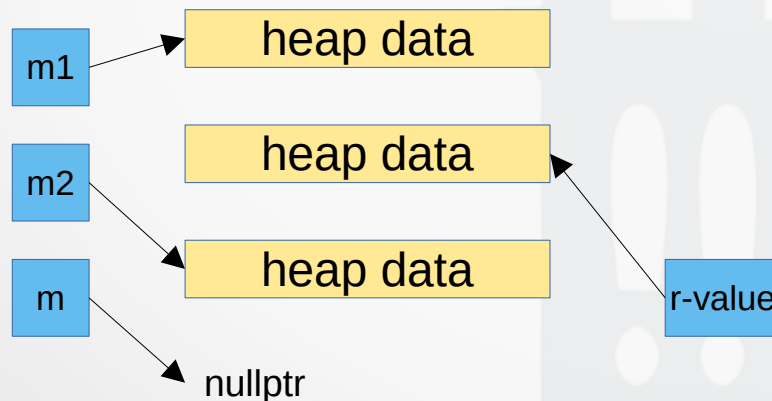 m1
heap data
m2
heap data
heap data
m
r-value
nullptr